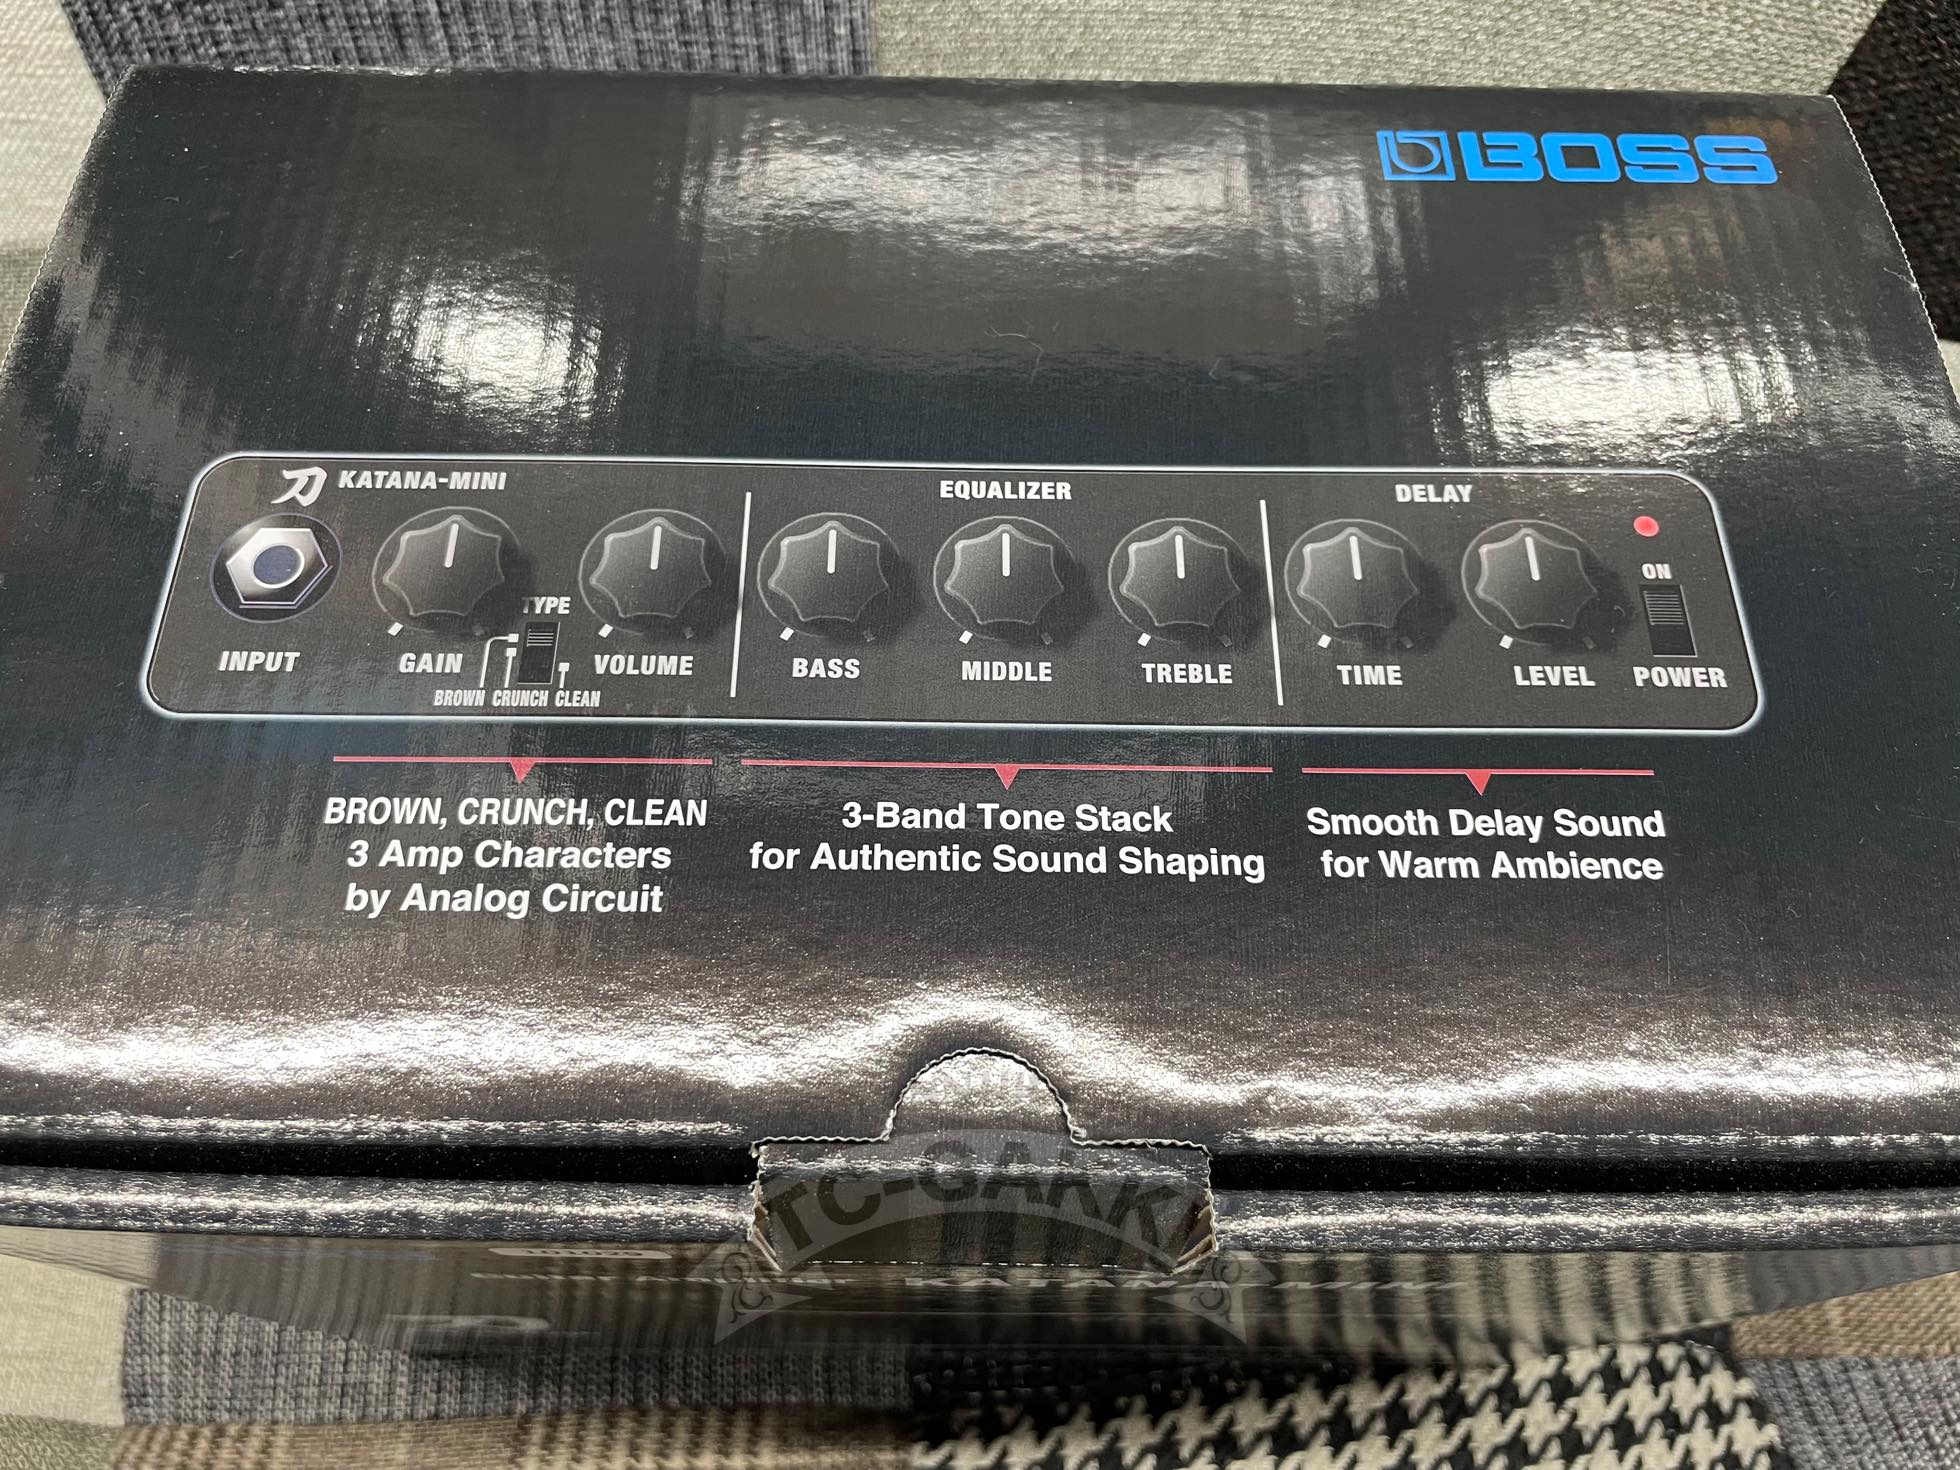 BOSS
刀 KATANA-MINI
EQUALIZER
DELAY
ON
TYPE
INPUT
GAIN
VOLUME
BASS
MIDDLE
TREBLE
TIME
LEVEL
POWER
BROWN CRUNCH CLEAN
BROWN, CRUNCH, CLEAN
3 Amp Characters
by Analog Circuit
3-Band Tone Stack
for Authentic Sound Shaping
Smooth Delay Sound
for Warm Ambience